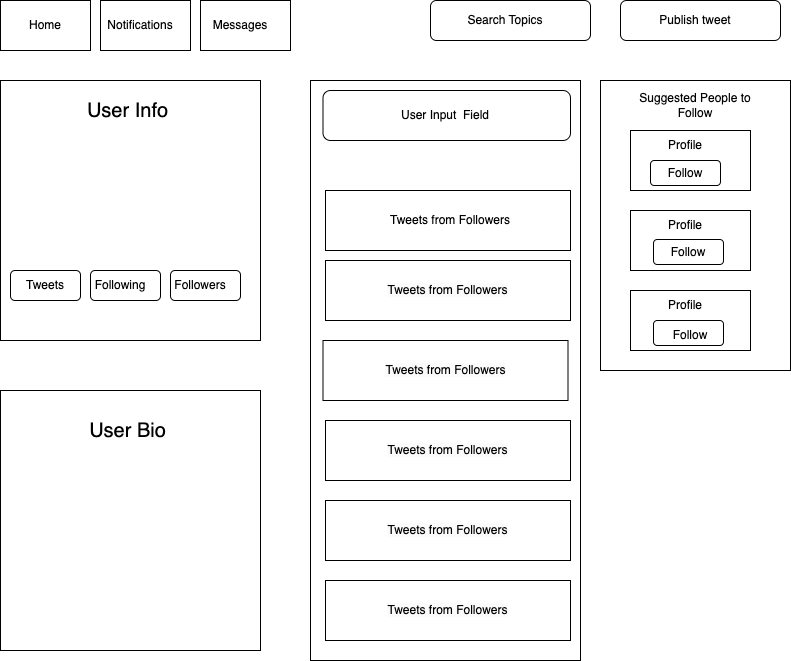 Home
Notifications
Messages
Search Topics
Publish tweet
User Info
Tweets
Following
Followers
User Bio
User Input Field
Tweets from Followers
Tweets from Followers
Tweets from Followers
Tweets from Followers
Tweets from Followers
Tweets from Followers
Suggested People to
Follow
Profile
Follow
Profile
Follow
Profile
Follow